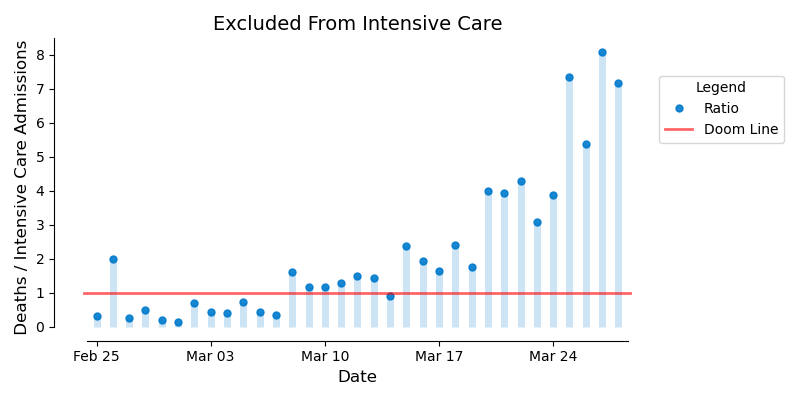 Excluded From Intensive Care
Deaths / Intensive Care Admissions
8
7
6
5
4
3
2
1
0
Feb 25
Mar 03
Mar 10
Mar 17
Mar 24
Date
Legend
Ratio
Doom Line